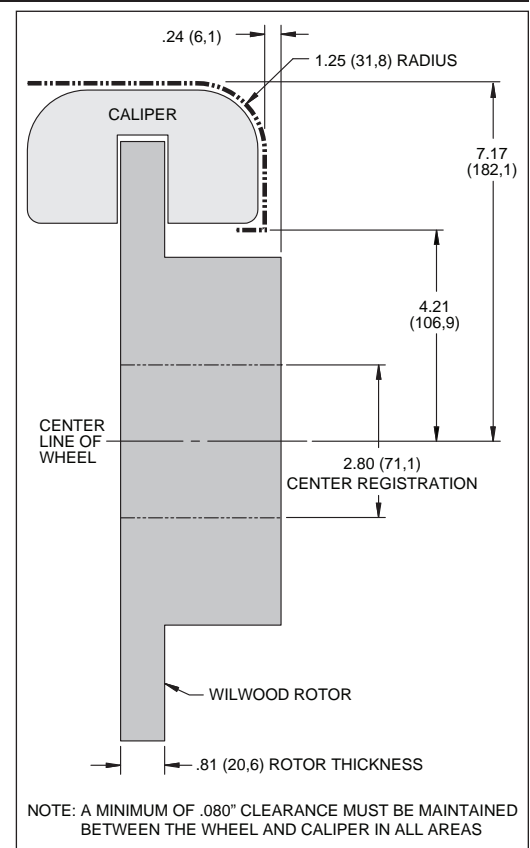 .24 (6,1)
1.25 (31,8) RADIUS
CALIPER
7.17
(182,1)
4.21
(106,9)
CENTER
LINE OF
WHEEL
2.80 (71,1)
CENTER REGISTRATION
WILWOOD ROTOR
.81 (20,6) ROTOR THICKNESS
NOTE: A MINIMUM OF .080" CLEARANCE MUST BE MAINTAINED
BETWEEN THE WHEEL AND CALIPER IN ALL AREAS